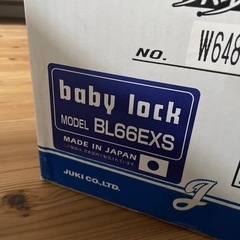 NO.
W648
baby lock
MODEL BL66EXS
MADE IN JAPAN
JUKI CO.,LTD.
J